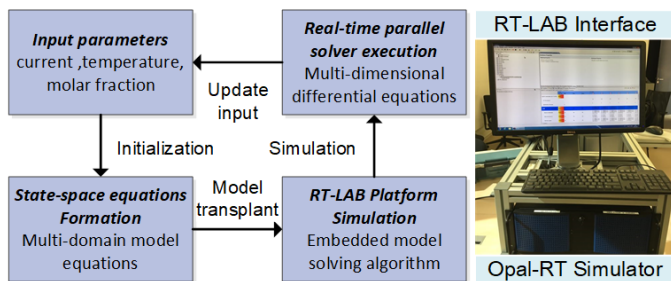 Input parameters
current ,temperature,
molar fraction
Real-time parallel
solver execution
Multi-dimensional
differential equations
Update
input
Initialization
Simulation
State-space equations
Formation
Multi-domain model
equations
Model
transplant
RT-LAB Platform
Simulation
Embedded model
solving algorithm
RT-LAB Interface
Opal-RT Simulator